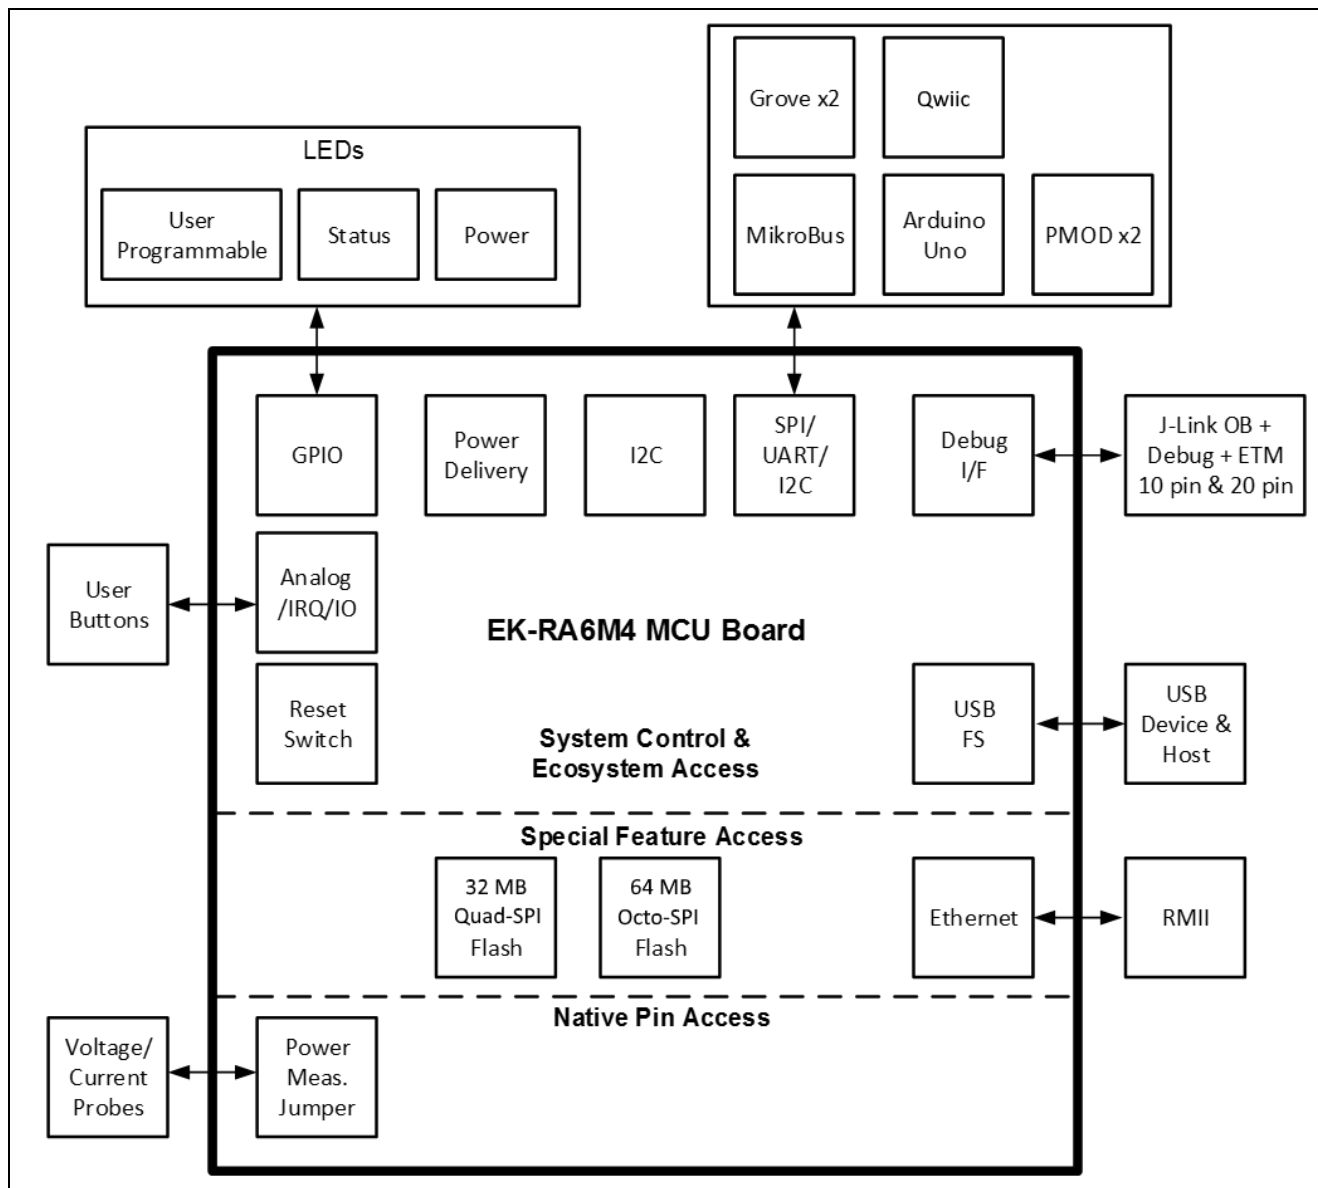 Grove x2
Qwiic
MikroBus
Arduino
Uno
PMOD x2
LEDs
User
Programmable
Status
Power
GPIO
Power
Delivery
I2C
SPI/
UART/
I2C
Debug
I/F
J-Link OB +
Debug + ETM
10 pin & 20 pin
User
Buttons
Analog
/IRQ/IO
EK-RA6M4 MCU Board
Reset
Switch
System Control &
Ecosystem Access
USB
FS
USB
Device &
Host
Special Feature Access
32 MB
Quad-SPI
Flash
64 MB
Octo-SPI
Flash
Ethernet
RMII
Native Pin Access
Voltage/
Current
Probes
Power
Meas.
Jumper